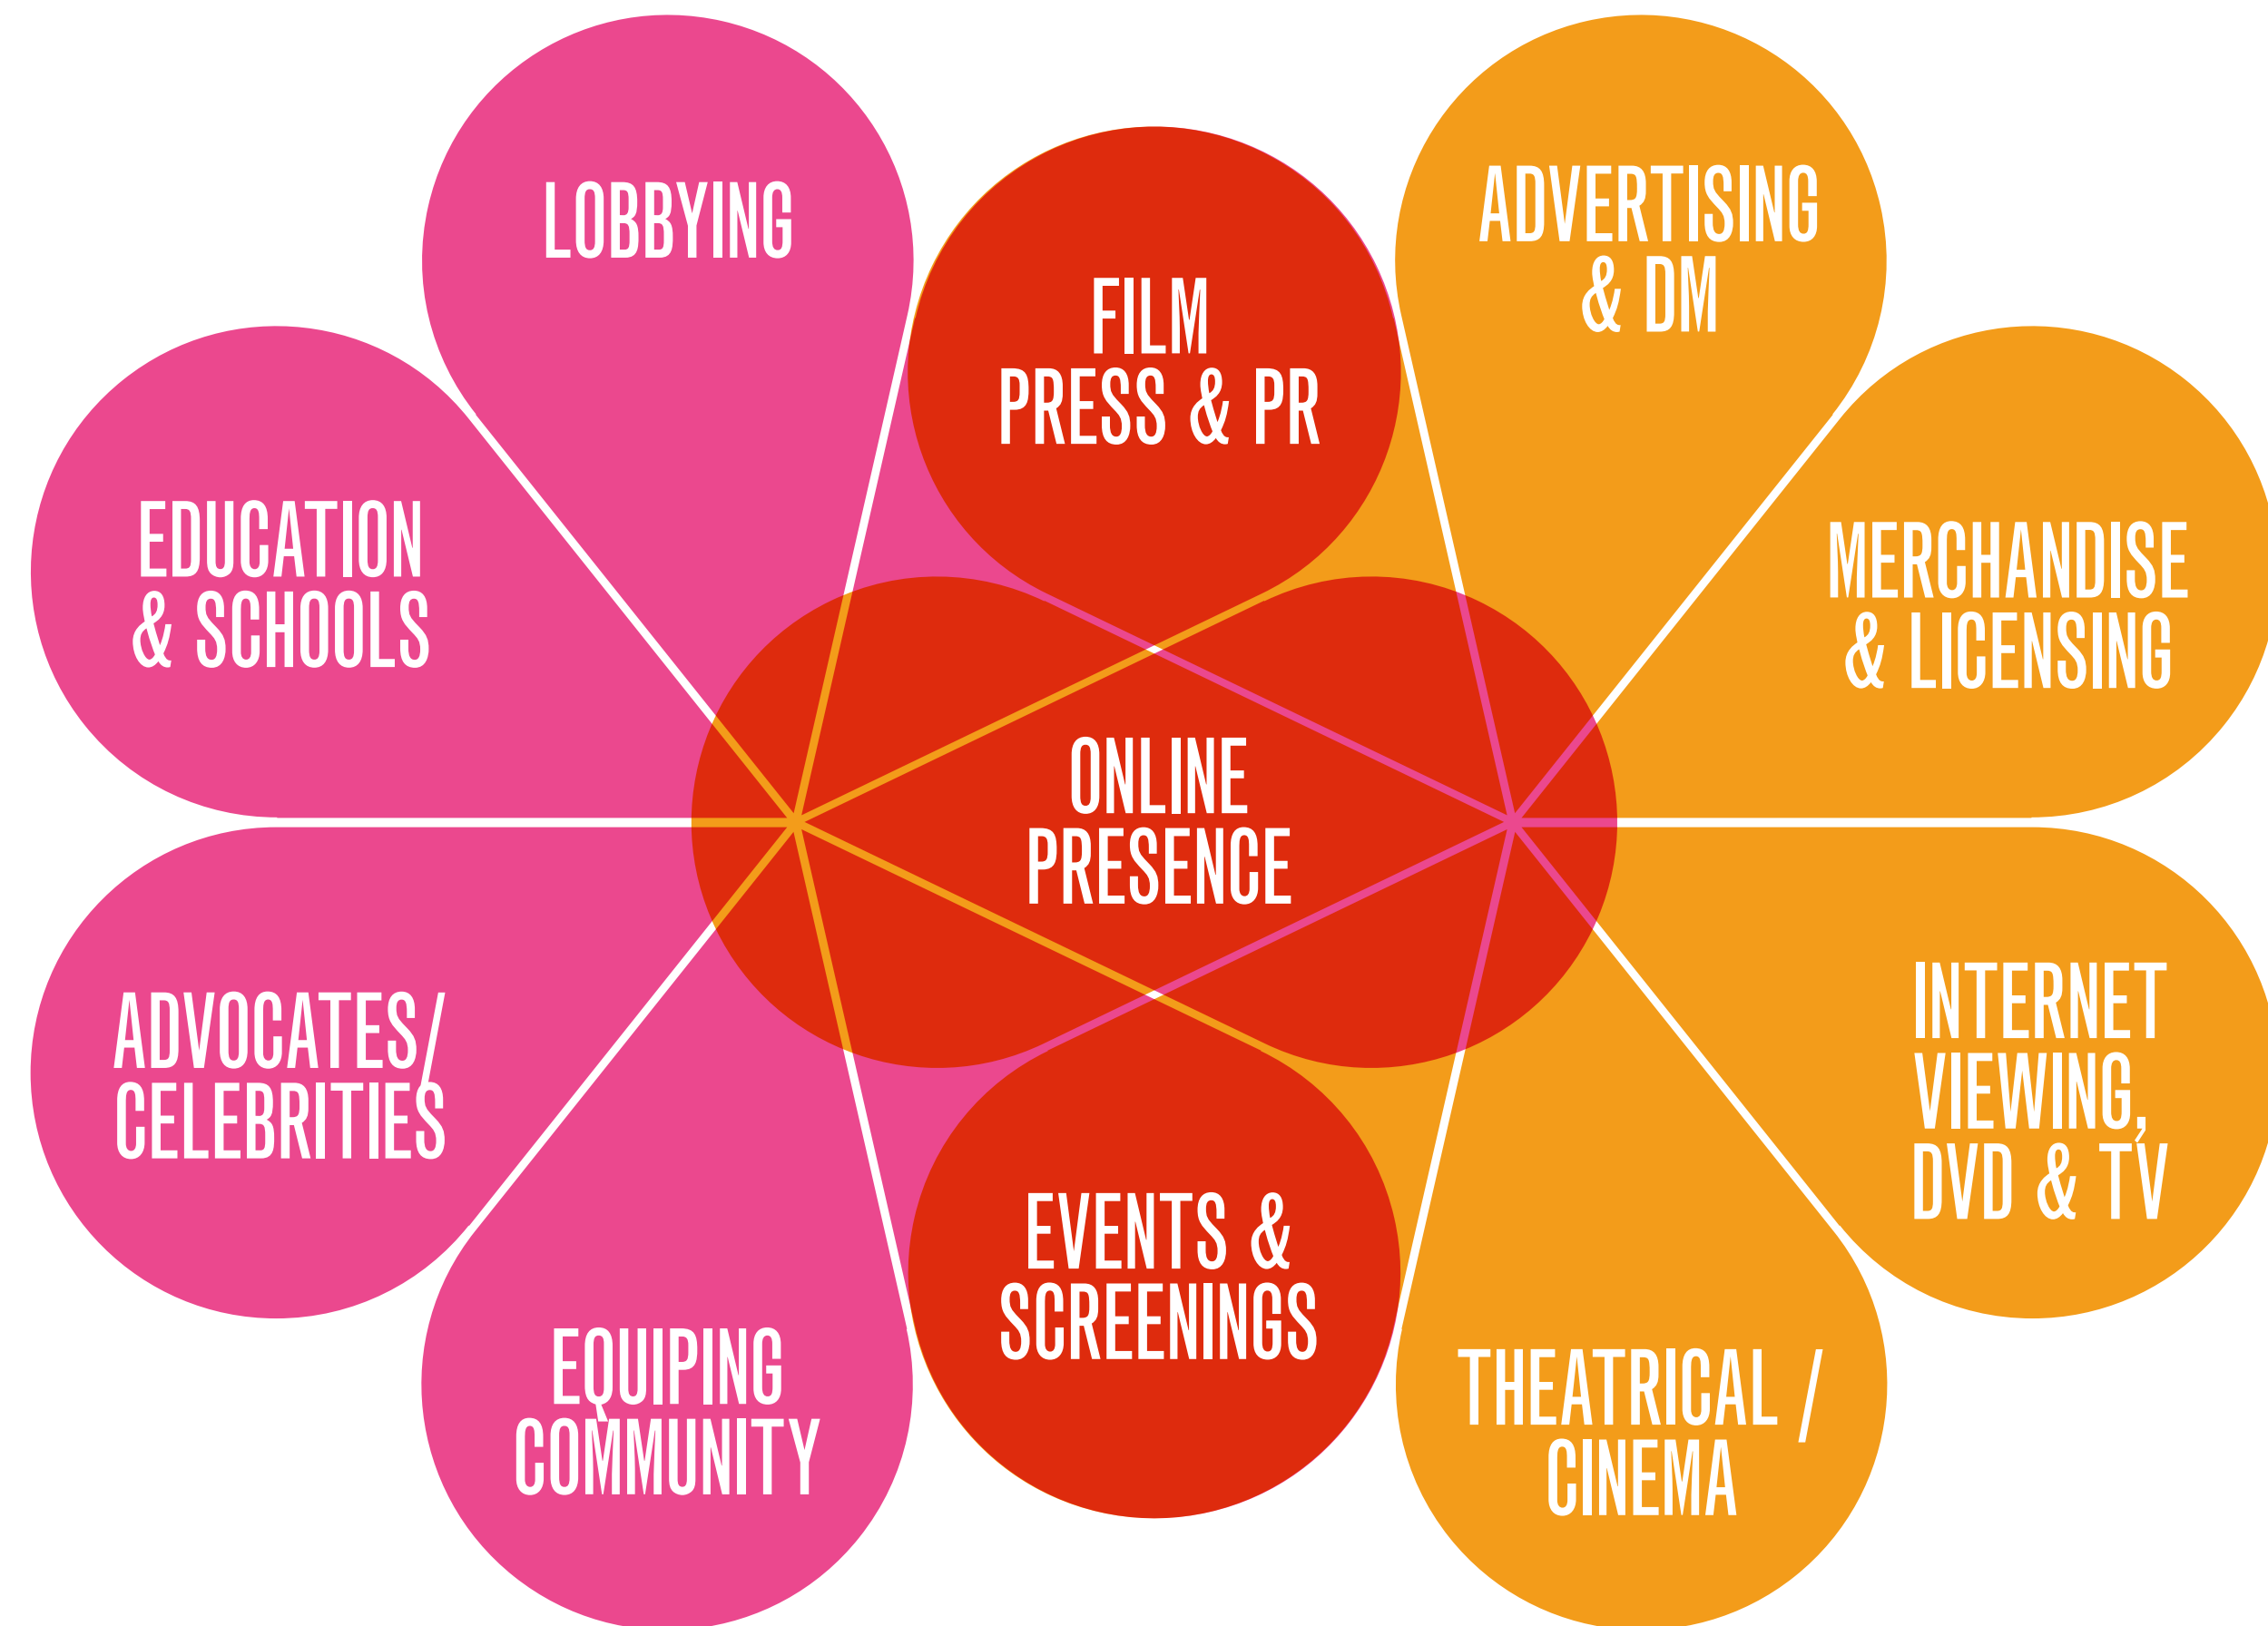 LOBBYING
ADVERTISING
& DM
FILM
PRESS & PR
EDUCATION
& SCHOOLS
MERCHANDISE
& LICENSING
ONLINE
PRESENCE
ADVOCATES/
CELEBRITIES
INTERNET
VIEWING,
DVD & TV
EVENTS &
SCREENINGS
EQUIPING
COMMUNITY
THEATRICAL /
CINEMA